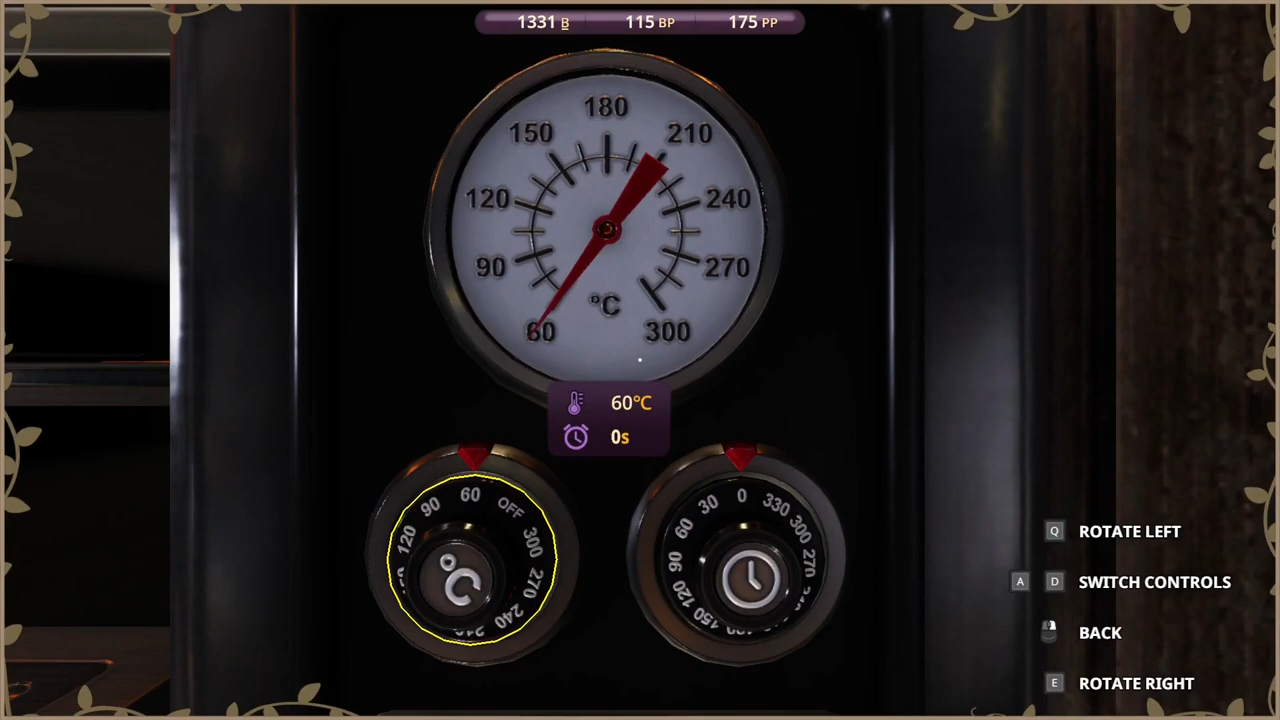 1331 B 115 BP 175 PP
180
150 210
120 240
90 270
°C
60 300
60°C
0s
60 OFF 300 270 240
90 120
°C
0 330 300 270
30 60 90 120 150
Q ROTATE LEFT
A D SWITCH CONTROLS
BACK
E ROTATE RIGHT